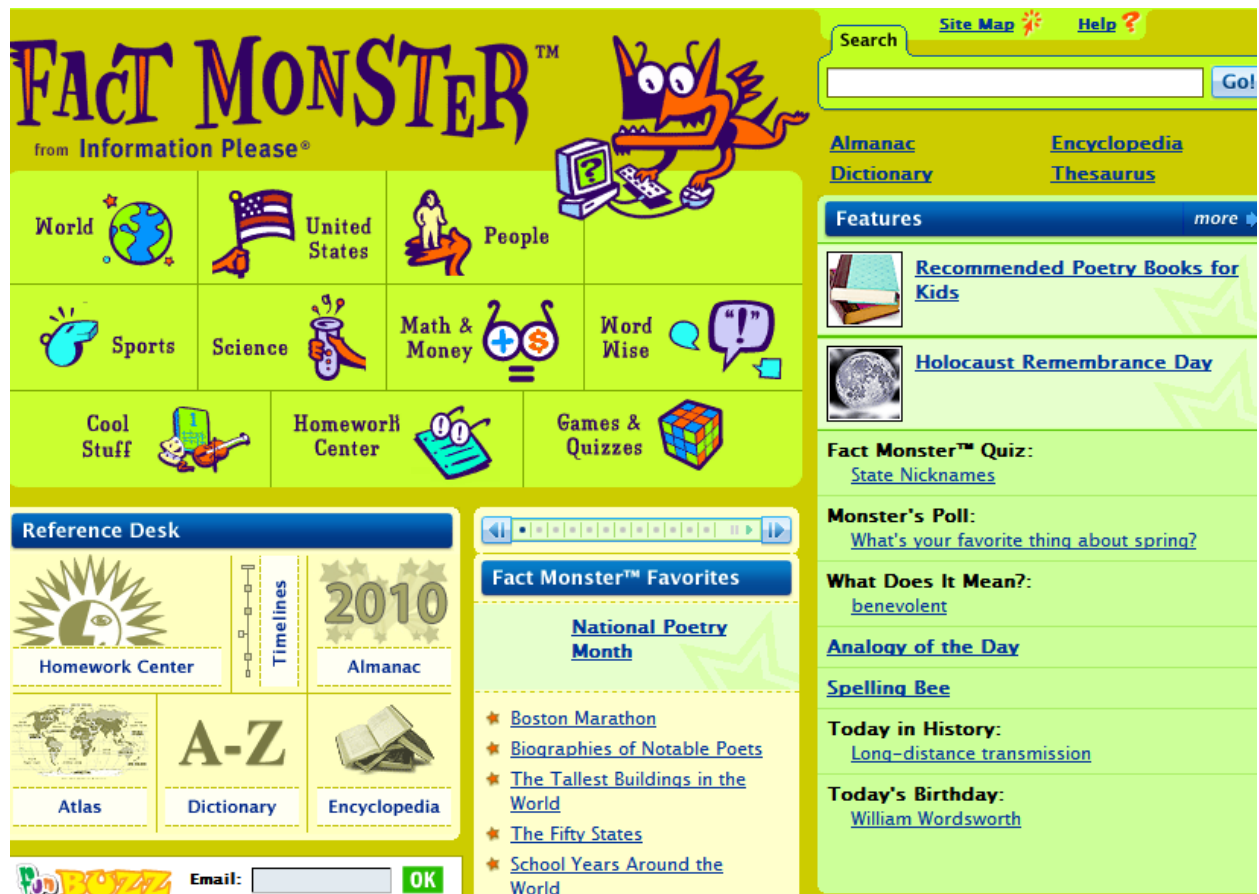 FACT MONSTER™
from Information Please®
Site Map
Help ?
Search
Go!
Almanac
Encyclopedia
Dictionary
Thesaurus
World
United
States
People
Sports
Science
Math &
Money
Word
Wise
Cool
Stuff
Homework
Center
Games &
Quizzes
Features
more
Recommended Poetry Books for
Kids
Holocaust Remembrance Day
Fact Monster™ Quiz:
State Nicknames
Monster's Poll:
What's your favorite thing about spring?
What Does It Mean?:
benevolent
Analogy of the Day
Spelling Bee
Today in History:
Long-distance transmission
Today's Birthday:
William Wordsworth
Reference Desk
Homework Center
Timelines
2010
Almanac
Atlas
A-Z
Dictionary
Encyclopedia
Fact Monster™ Favorites
National Poetry
Month
Boston Marathon
Biographies of Notable Poets
The Tallest Buildings in the
World
The Fifty States
School Years Around the
World
Fun BUZZ
Email:
OK